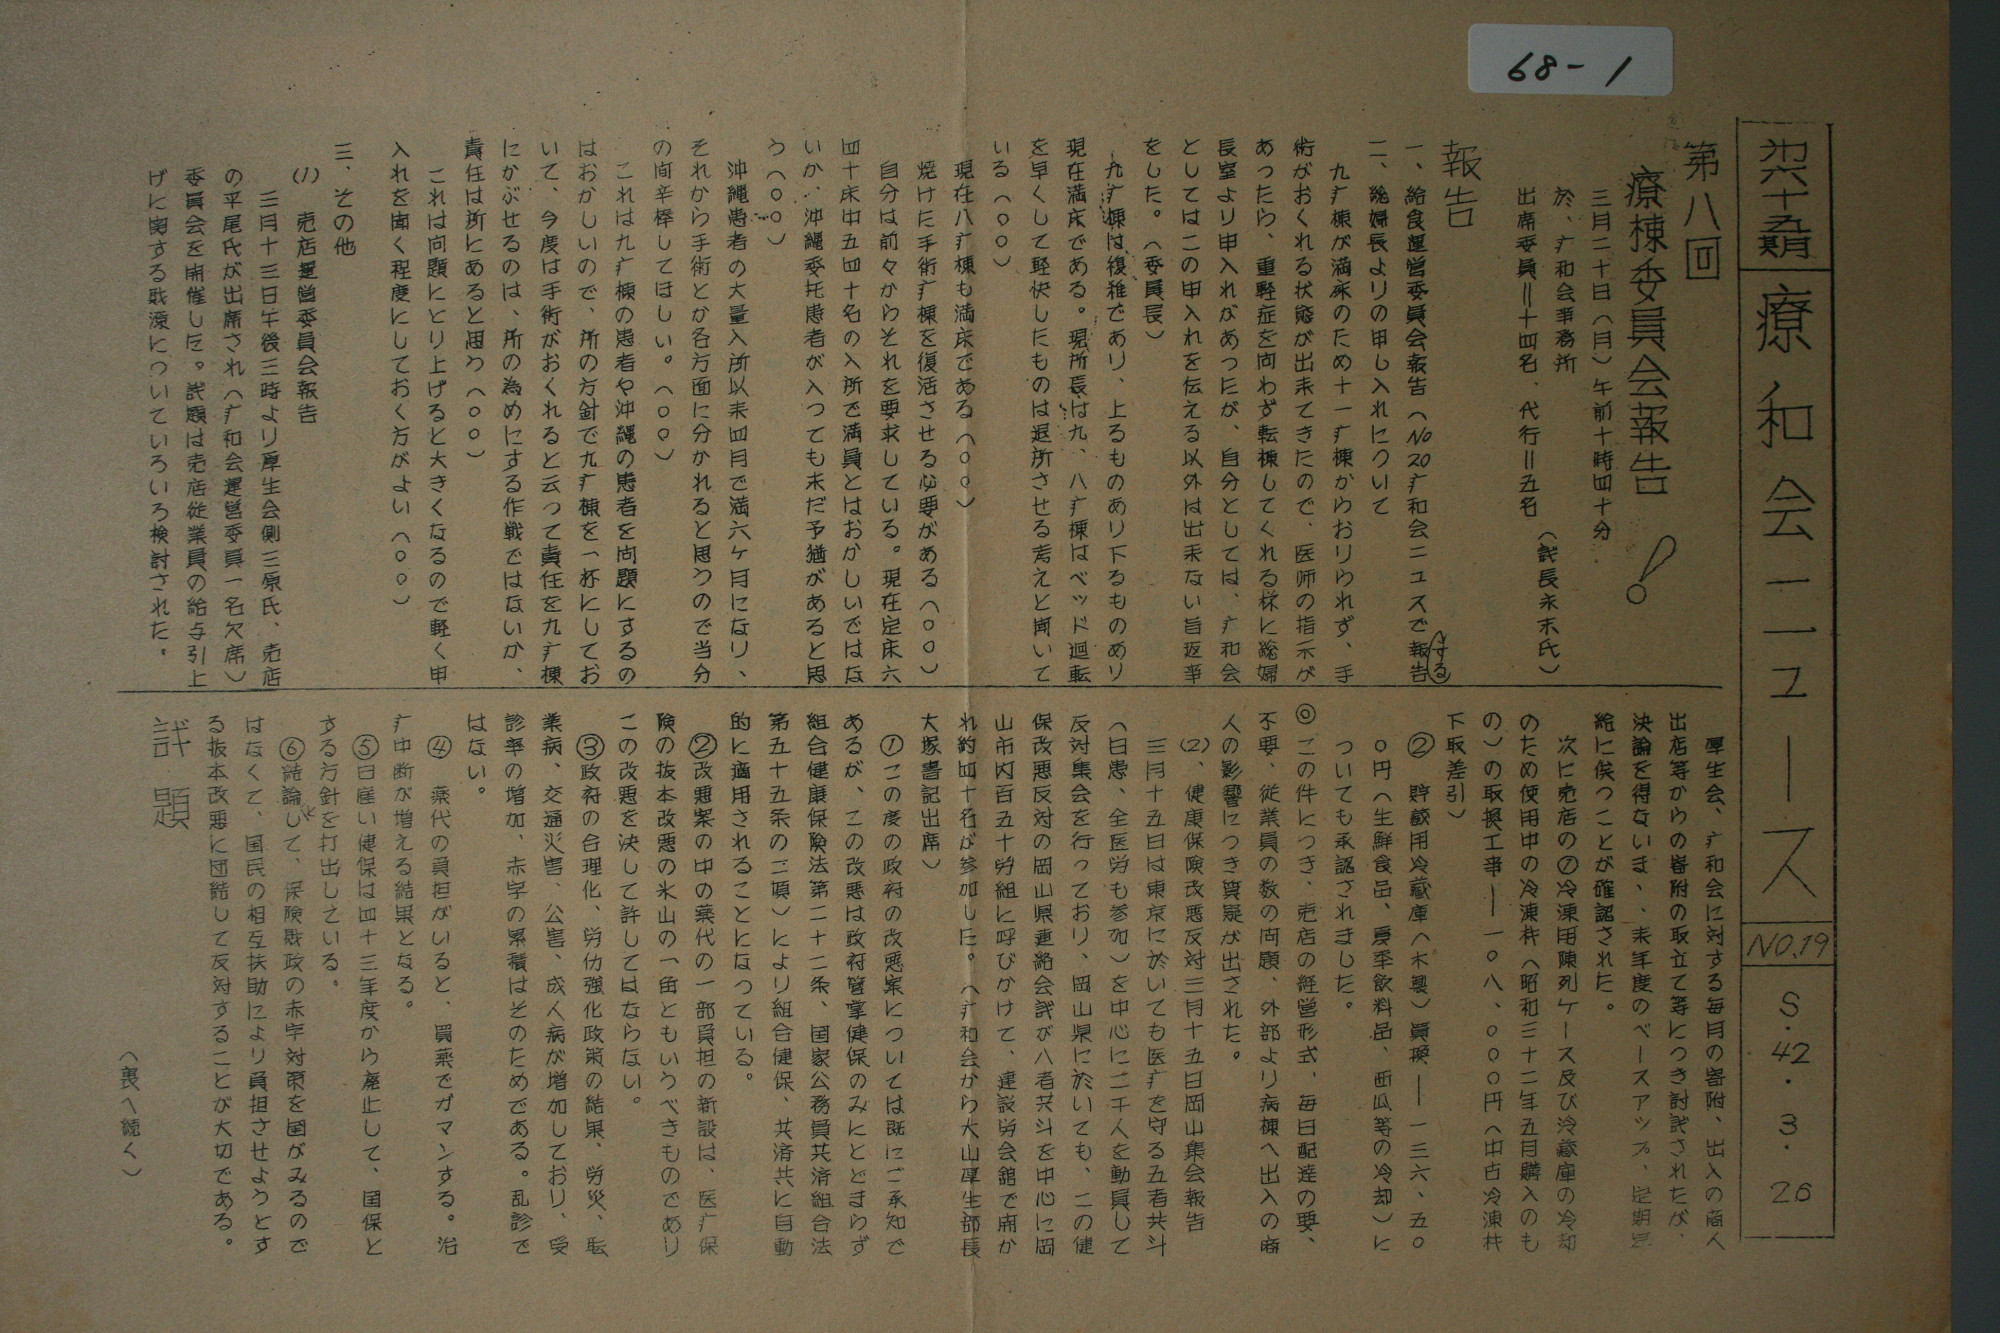 68-1
療和会ニュース
NO.19
S.42.3.26
第八回
療棟委員会報告
三月二十日(月)午前十時四十分
於、疒和会事務所
出席委員=十四名、代行=五名
(議長末末氏)
報告
一、給食運営委員会報告(No20疒和会ニュスで報告する
二、総婦長よりの申し入れについて
九疒棟が満床のため十一疒棟からおりられず、手
術がおくれる状態が出来てきたので、医師の指示が
あったら、重軽症を问わず転棟してくれる様に総婦
長室より申入れがあつたが、自分としては、疒和会
としてはこの申入れを伝える以外は出来ない旨返事
をした。(委員長)
九疒棟は複雑であり、上るものあり下るものあり
現在満床である。現所長は九、八疒棟はベッド廻転
を早くして軽快したものは退所させる考えと聞いて
いる(○○)
現在八疒棟も満床である(○○)
焼けた手術疒棟を復活させる必要がある(○○)
自分は前々からそれを要求している。現在定床六
四十床中五四十名の入所で満員とはおかしいではな
いか、沖縄委托患者が入っても未だ予猶があると思
う(○○)
沖縄患者の大量入所以来四月で満六ヶ月になり、
それから手術とか各方面に分かれると思うので当分
の间辛棒してほしい。(○○)
これは九疒棟の患者や沖縄の患者を问題にするの
はおかしいので、所の方針で九疒棟を一杯にしてお
いて、今度は手術がおくれると云って責任を九疒棟
にかぶせるのは、所の為めにする作戦ではないか、
責任は所にあると思う(○○)
これは问題にとり上げると大きくなるので軽く申
入れを聞く程度にしておく方がよい(○○)
三、その他
(1) 売店運営委員会報告
三月十三日午後三時より厚生会側三原氏、売店
の平尾氏が出席され(疒和会運営委員一名欠席)
委員会を開催した。議題は売店従業員の給与引上
げに関する財源についていろいろ検討された。
厚生会、疒和会に対する毎月の寄附、出入の商人
出店等からの寄附の取立て等につき討議されたが、
決論を得ないまゝ、来年度のベースアップ、定期昇
給に俟つことが確認された。
次に売店の①冷凍用陳列ケース及び冷蔵庫の冷却
のため使用中の冷凍杵(昭和三十二年五月購入のも
の)の取換工事——一〇八、〇〇〇円(中古冷凍杵
下取差引)
② 貯蔵用冷蔵庫(木製)買換——一三六、五〇
〇円(生鮮食品、夏季飲料品、西瓜等の冷却)に
ついても承認されました。
◎この件につき、売店の経営形式、毎日配達の要、
不要、従業員の数の问題、外部より病棟へ出入の商
人の影響につき質疑が出された。
(2)、健康保険改悪反対三月十五日岡山集会報告
三月十五日は東京に於いても医疒を守る五者共斗
(日患、全医労も参加)を中心に二千人を動員して
反対集会を行っており、岡山県に於いても、この健
保改悪反対の岡山県連絡会議が八者共斗を中心に岡
山市内百五十労組に呼びかけて、建設労会舘で開か
れ約四十名が参加した。(疒和会から大山厚生部長
大塚書記出席)
①この度の政府の改悪案については既にご承知で
あるが、この改悪は政府管掌健保のみにとどまらず
組合健康保険法第二十二条、国家公務員共済組合法
第五十五条の二項)により組合健保、共済共に自動
的に適用されることになっている。
②改悪案の中の薬代の一部負担の新設は、医疒保
険の抜本改悪の氷山の一角ともいうべきものであり
この改悪を決して許してはならない。
③政府の合理化、労仂強化政策の結果、労災、転
業病、交通災害、公害、成人病が増加しており、受
診率の増加、赤字の累積はそのためである。乱診で
はない。
④ 薬代の負担がいると、買薬でガマンする。治
疒中断が増える結果となる。
⑤日雇い健保は四十三年度から廃止して、国保と
する方針を打出している。
⑥結論して、保険財政の赤字対策を国がみるので
はなくて、国民の相互扶助により負担させようとす
る抜本改悪に団結して反対することが大切である。
議題
(裏へ続く)